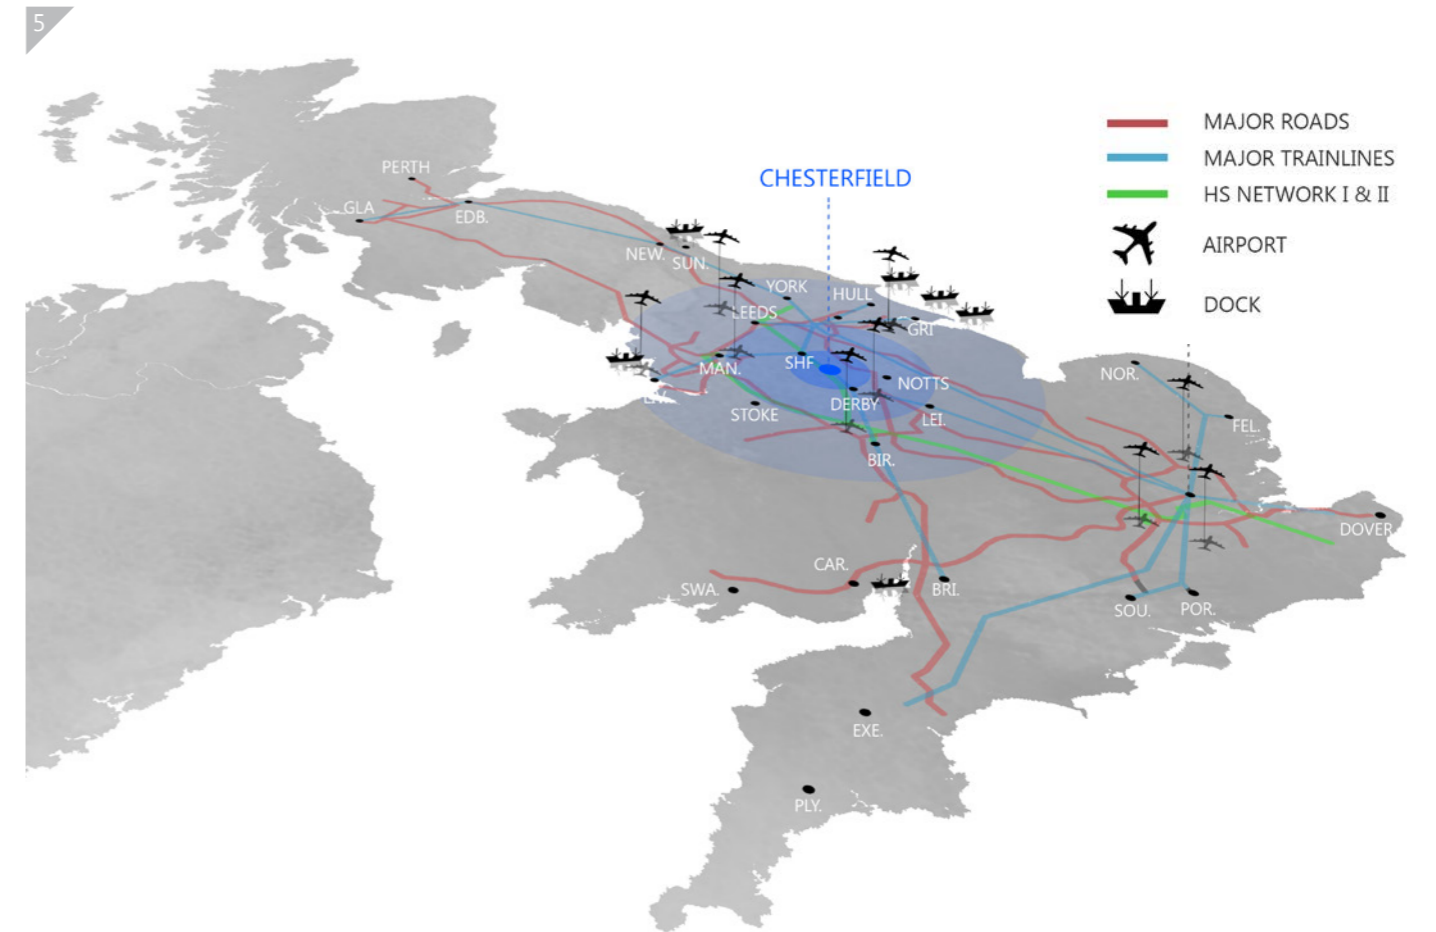 5
MAJOR ROADS
MAJOR TRAINLINES
HS NETWORK I & II
AIRPORT
DOCK
CHESTERFIELD
PERTH
GLA
EDB.
NEW.
SUN.
YORK
HULL
LEEDS
GRI
SHF
MAN.
NOTTS
NOR.
DERBY
STOKE
LEI.
FEL.
BIR.
DOVER
CAR.
SWA.
BRI.
SOU.
POR.
EXE.
PLY.